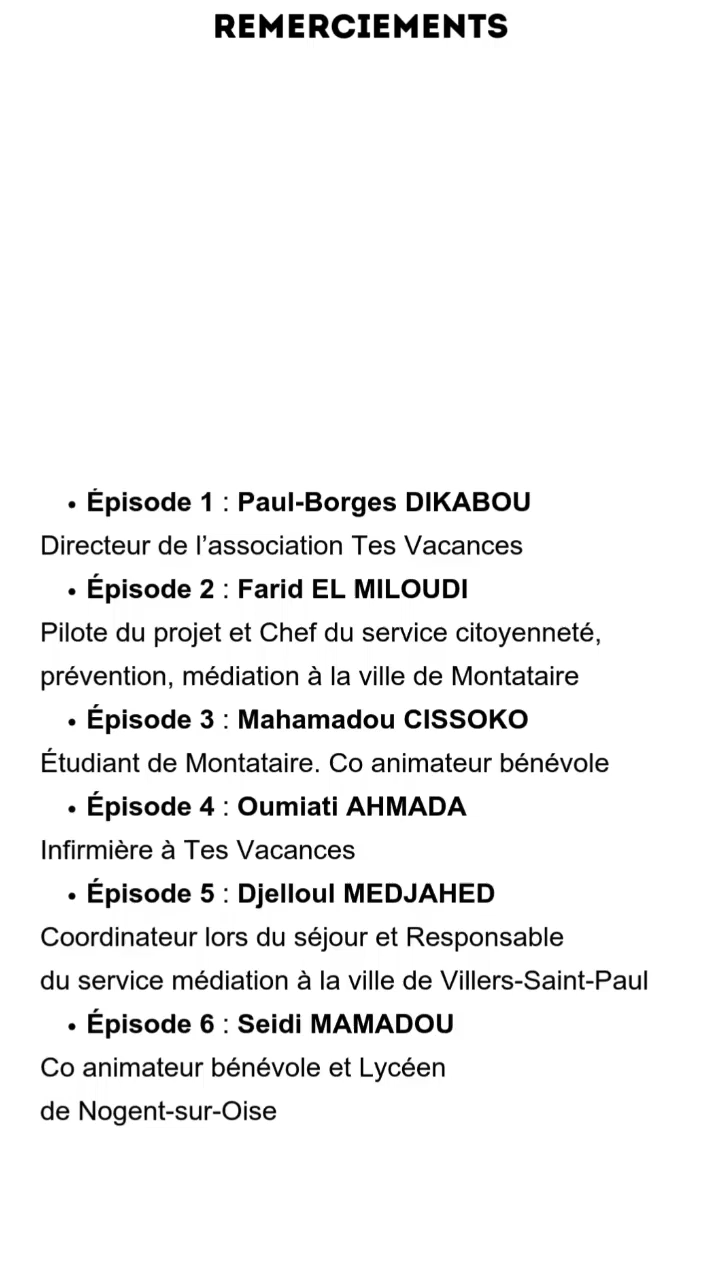 REMERCIEMENTS
• Épisode 1 : Paul-Borges DIKABOU
Directeur de l’association Tes Vacances
• Épisode 2 : Farid EL MILOUDI
Pilote du projet et Chef du service citoyenneté,
prévention, médiation à la ville de Montataire
• Épisode 3 : Mahamadou CISSOKO
Étudiant de Montataire. Co animateur bénévole
• Épisode 4 : Oumiati AHMADA
Infirmière à Tes Vacances
• Épisode 5 : Djelloul MEDJAHED
Coordinateur lors du séjour et Responsable
du service médiation à la ville de Villers-Saint-Paul
• Épisode 6 : Seidi MAMADOU
Co animateur bénévole et Lycéen
de Nogent-sur-Oise